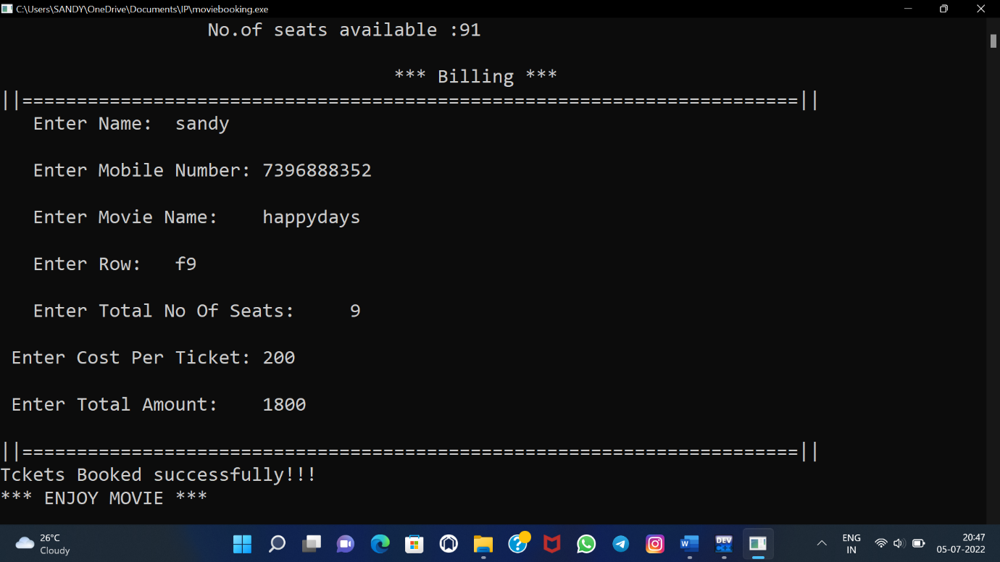 C:\Users\SANDY\OneDrive\Documents\IP\moviebooking.exe
No.of seats available :91
*** Billing ***
||=======================================================================||
Enter Name: sandy
Enter Mobile Number: 7396888352
Enter Movie Name: happydays
Enter Row: f9
Enter Total No Of Seats: 9
Enter Cost Per Ticket: 200
Enter Total Amount: 1800
||=======================================================================||
Tckets Booked successfully!!!
*** ENJOY MOVIE ***
26°C
Cloudy
W
DEV
C++
ENG
IN
20:47
05-07-2022